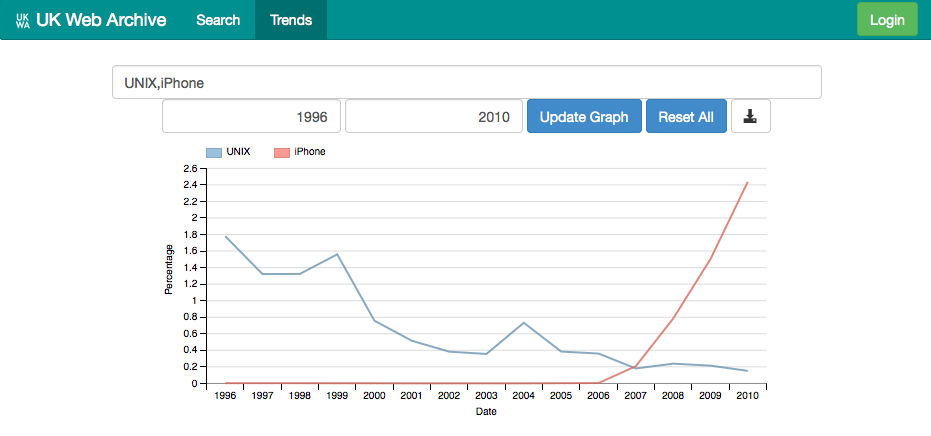 UK WA UK Web Archive Search Trends Login
UNIX,iPhone
1996 2010 Update Graph Reset All
UNIX iPhone
2.6
2.4
2.2
2
1.8
1.6
1.4
1.2
1
0.8
0.6
0.4
0.2
0
Percentage
1996 1997 1998 1999 2000 2001 2002 2003 2004 2005 2006 2007 2008 2009 2010
Date